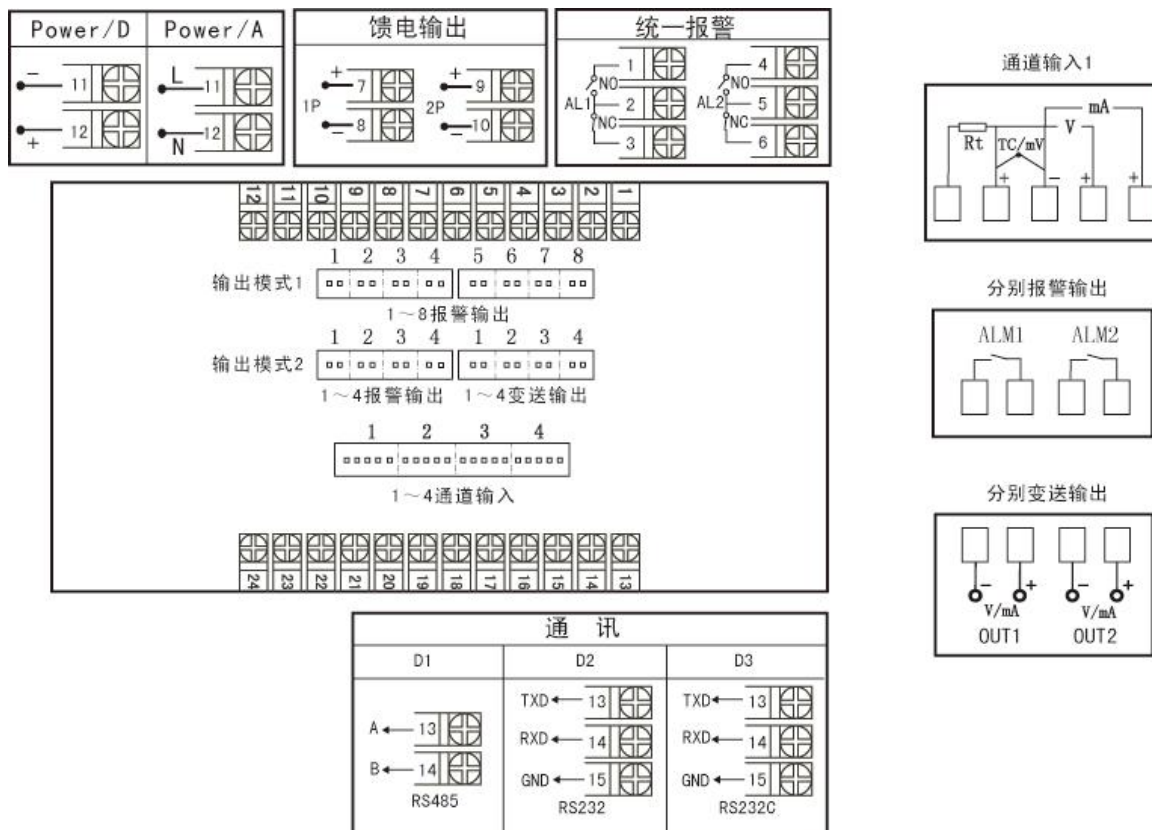 Power/D Power/A
- 11 L 11
+ 12 N 12
馈电输出
+ 7 + 9
1P 2P
- 8 - 10
统一报警
1 4
NO NO
AL1 2 AL2 5
NC NC
3 6
12 11 10 9 8 7 6 5 4 3 2 1
1 2 3 4 5 6 7 8
输出模式1
1～8报警输出
1 2 3 4 1 2 3 4
输出模式2
1～4报警输出 1～4变送输出
1 2 3 4
1～4通道输入
24 23 22 21 20 19 18 17 16 15 14 13
通讯
D1 D2 D3
TXD 13 TXD 13
A 13 RXD 14 RXD 14
B 14 GND 15 GND 15
RS485 RS232 RS232C
通道输入1
mA
V
Rt TC/mV
+ - + +
分别报警输出
ALM1 ALM2
分别变送输出
- + - +
V/mA V/mA
OUT1 OUT2